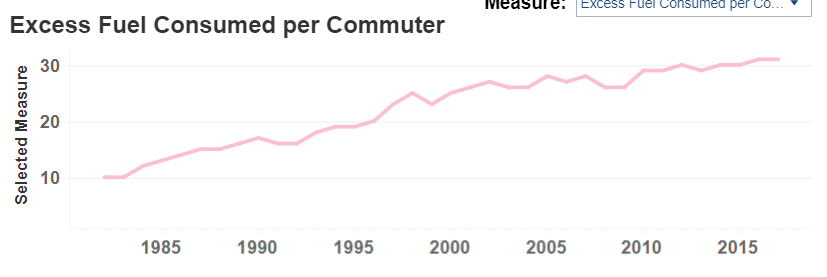 Measure:
Excess Fuel Consumed per Co...
Excess Fuel Consumed per Commuter
Selected Measure
30
20
10
1985 1990 1995 2000 2005 2010 2015